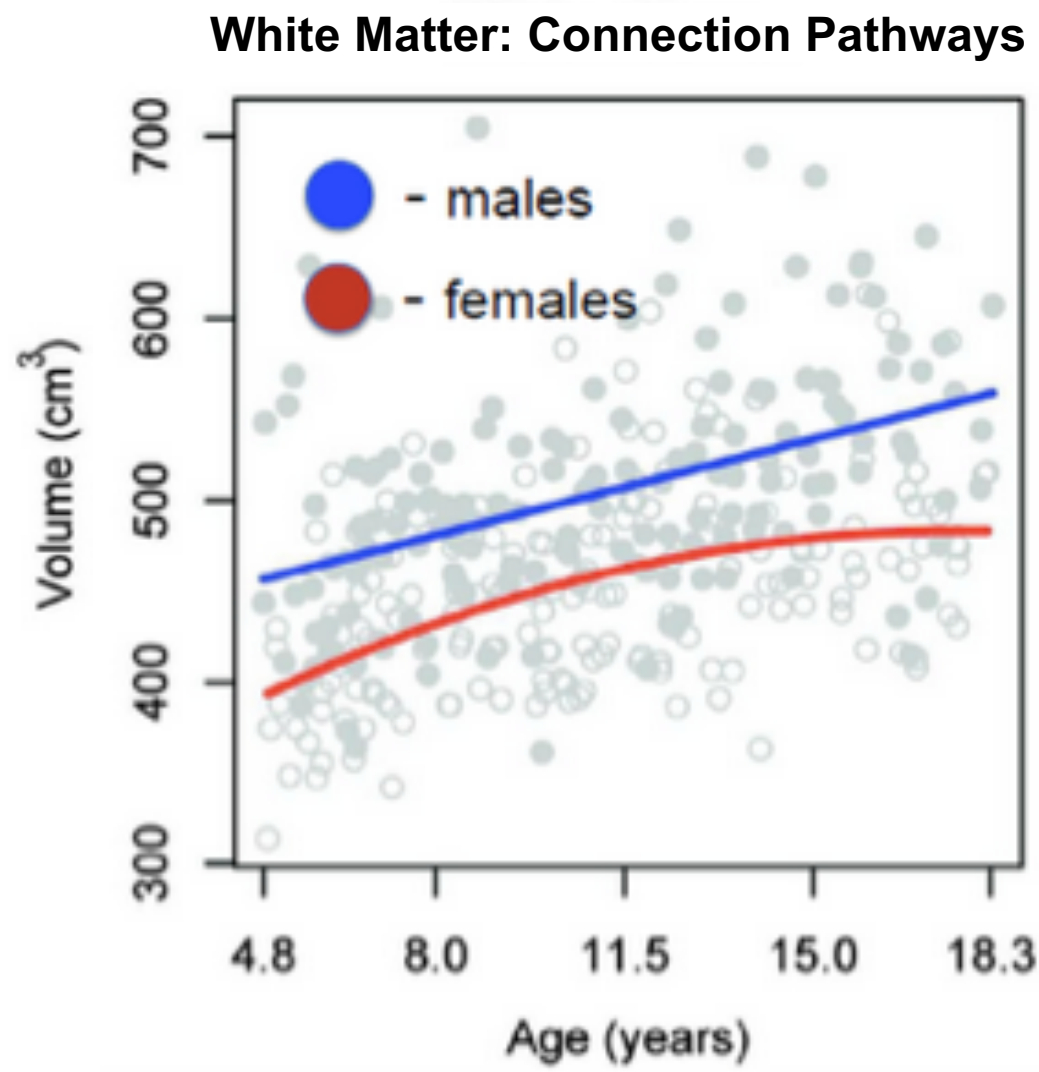 White Matter: Connection Pathways
700
- males
- females
600
500
400
300
Volume (cm³)
4.8 8.0 11.5 15.0 18.3
Age (years)